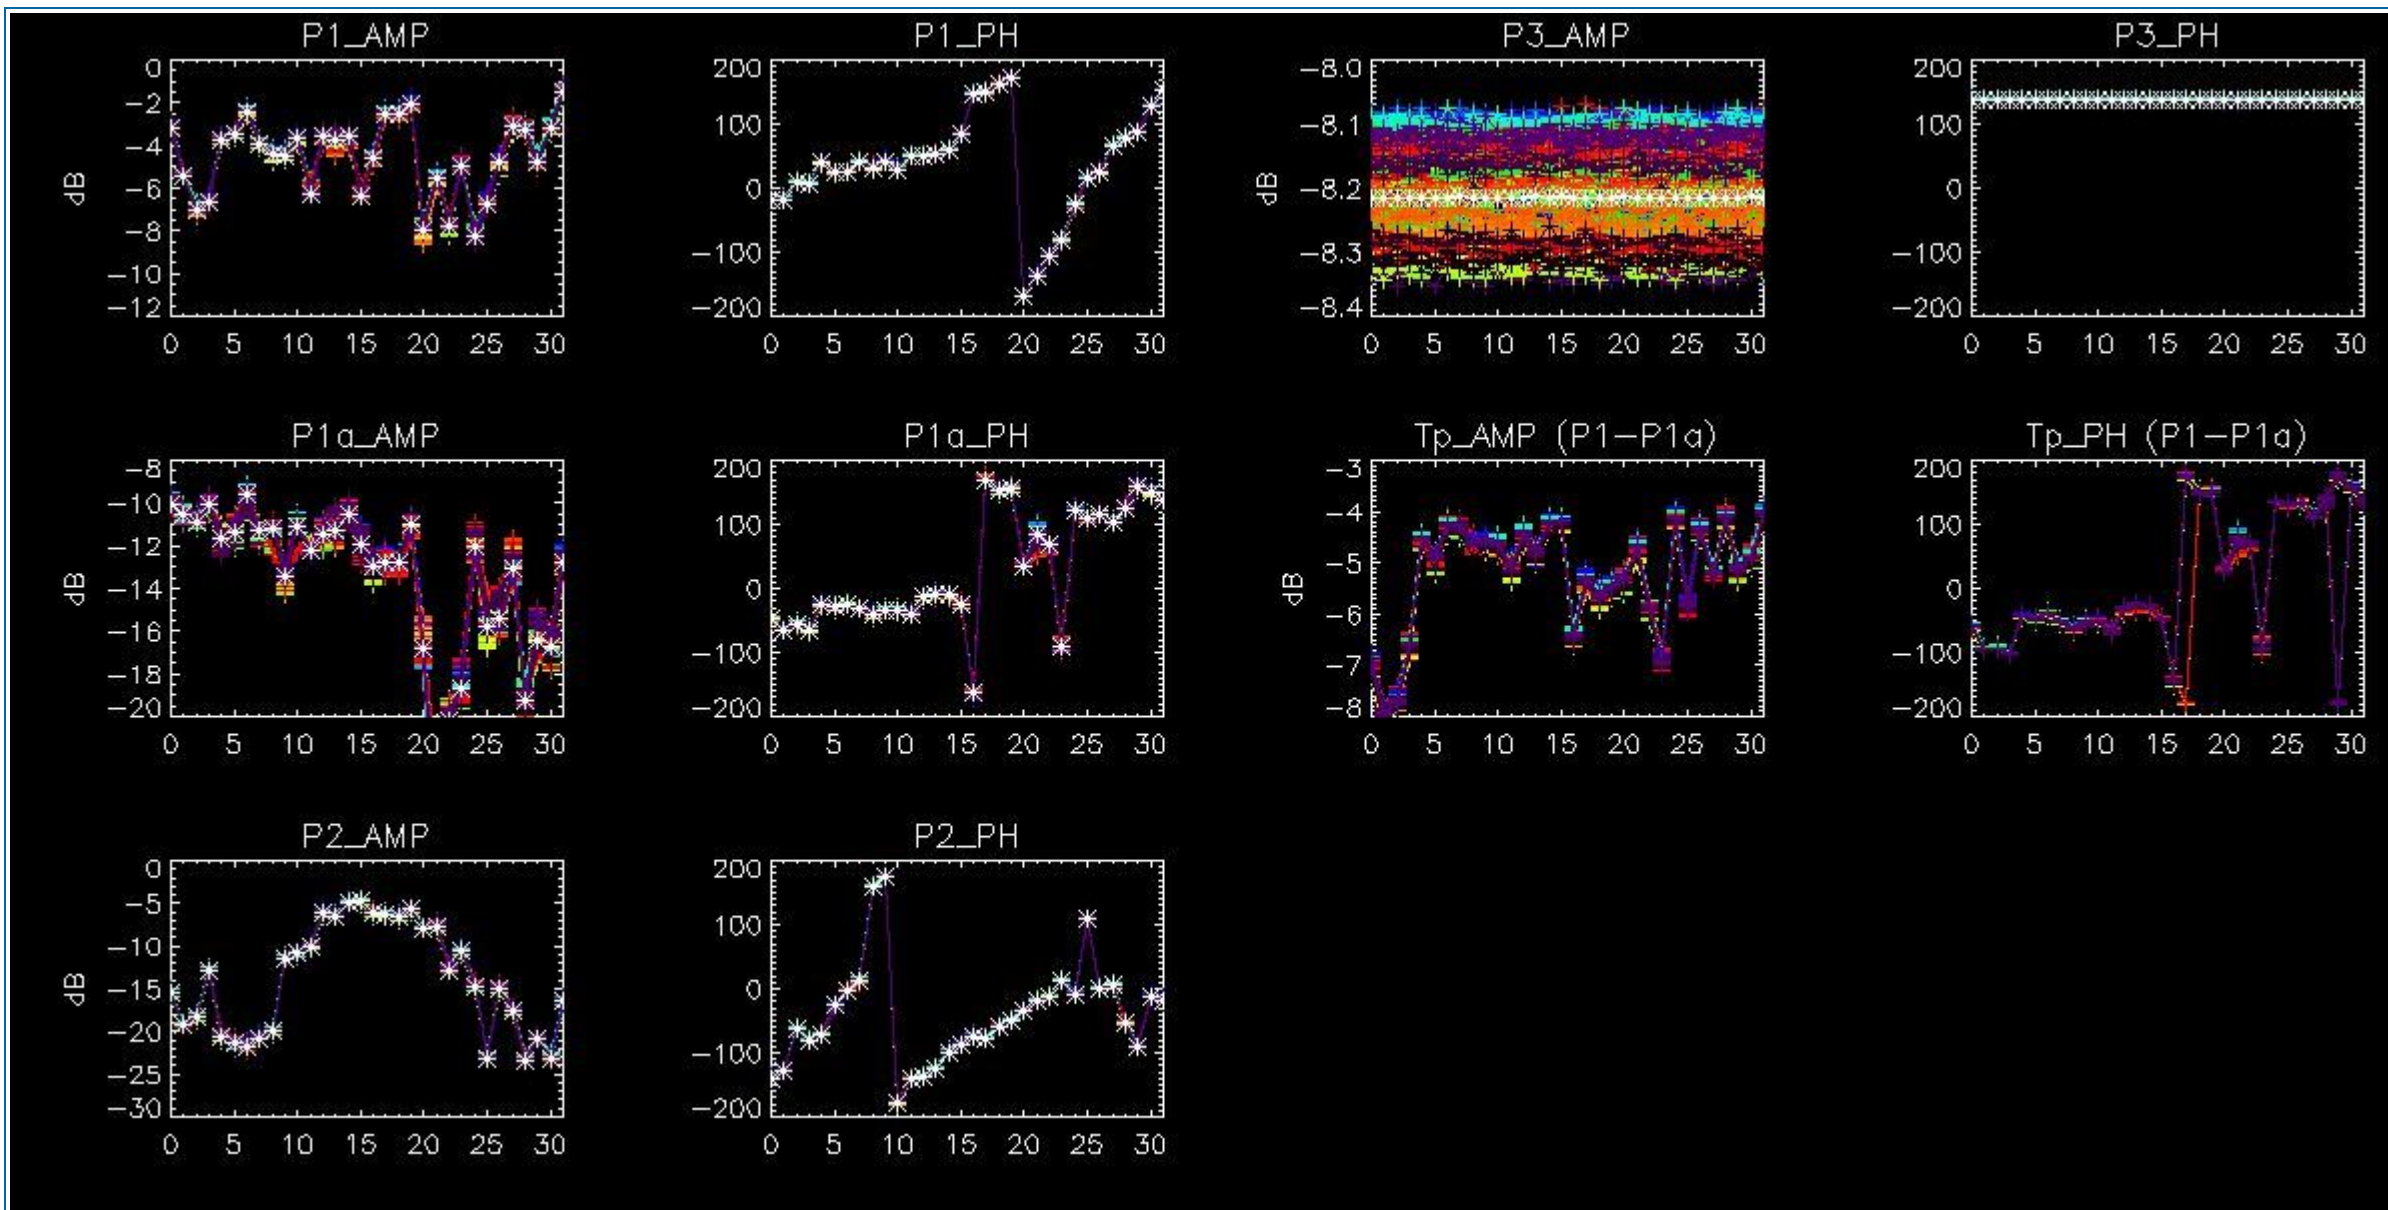 P1_AMP
0
−2
−4
−6
−8
−10
−12
dB
0 5 10 15 20 25 30
P1_PH
200
100
0
−100
−200
0 5 10 15 20 25 30
P3_AMP
−8.0
−8.1
−8.2
−8.3
−8.4
dB
0 5 10 15 20 25 30
P3_PH
200
100
0
−100
−200
0 5 10 15 20 25 30
P1a_AMP
−8
−10
−12
−14
−16
−18
−20
dB
0 5 10 15 20 25 30
P1a_PH
200
100
0
−100
−200
0 5 10 15 20 25 30
Tp_AMP (P1−P1a)
−3
−4
−5
−6
−7
−8
dB
0 5 10 15 20 25 30
Tp_PH (P1−P1a)
200
100
0
−100
−200
0 5 10 15 20 25 30
P2_AMP
0
−5
−10
−15
−20
−25
−30
dB
0 5 10 15 20 25 30
P2_PH
200
100
0
−100
−200
0 5 10 15 20 25 30